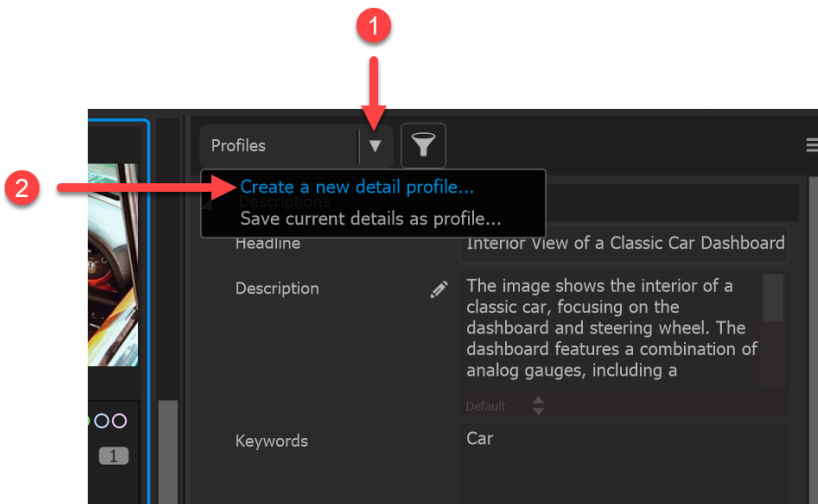 1
Profiles
2
Create a new detail profile...
Descriptions
Save current details as profile...
Headline
Interior View of a Classic Car Dashboard
Description
The image shows the interior of a
classic car, focusing on the
dashboard and steering wheel. The
dashboard features a combination of
analog gauges, including a
Default
Keywords
Car
1